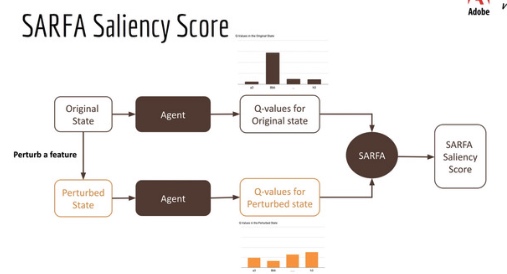 SARFA Saliency Score
Adobe
Q-Values in the Original State
Original
State
Agent
Q-values for
Original state
Perturb a feature
SARFA
SARFA
Saliency
Score
Perturbed
State
Agent
Q-values for
Perturbed state
Q-Values in the Perturbed State